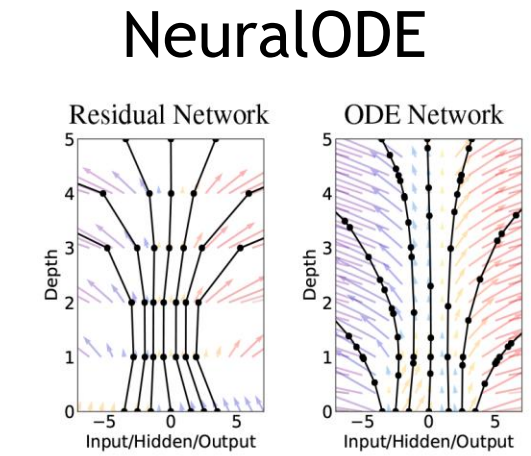 NeuralODE
Residual Network
5
4
3
2
1
0
Depth
−5 0 5
Input/Hidden/Output
ODE Network
5
4
3
2
1
0
Depth
−5 0 5
Input/Hidden/Output